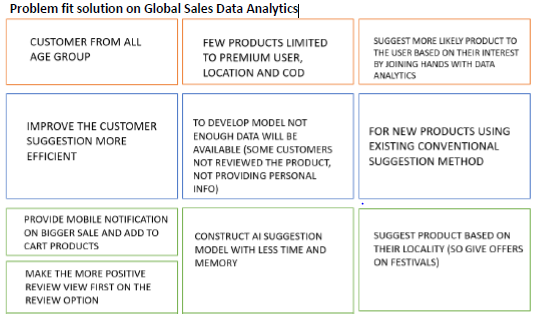 Problem fit solution on Global Sales Data Analytics
CUSTOMER FROM ALL
AGE GROUP
FEW PRODUCTS LIMITED
TO PREMIUM USER,
LOCATION AND COD
SUGGEST MORE LIKELY PRODUCT TO
THE USER BASED ON THEIR INTEREST
BY JOINING HANDS WITH DATA
ANALYTICS
IMPROVE THE CUSTOMER
SUGGESTION MORE
EFFICIENT
TO DEVELOP MODEL NOT
ENOUGH DATA WILL BE
AVAILABLE (SOME CUSTOMERS
NOT REVIEWED THE PRODUCT,
NOT PROVIDING PERSONAL
INFO)
FOR NEW PRODUCTS USING
EXISTING CONVENTIONAL
SUGGESTION METHOD
PROVIDE MOBILE NOTIFICATION
ON BIGGER SALE AND ADD TO
CART PRODUCTS
MAKE THE MORE POSITIVE
REVIEW VIEW FIRST ON THE
REVIEW OPTION
CONSTRUCT AI SUGGESTION
MODEL WITH LESS TIME AND
MEMORY
SUGGEST PRODUCT BASED ON
THEIR LOCALITY (SO GIVE OFFERS
ON FESTIVALS)